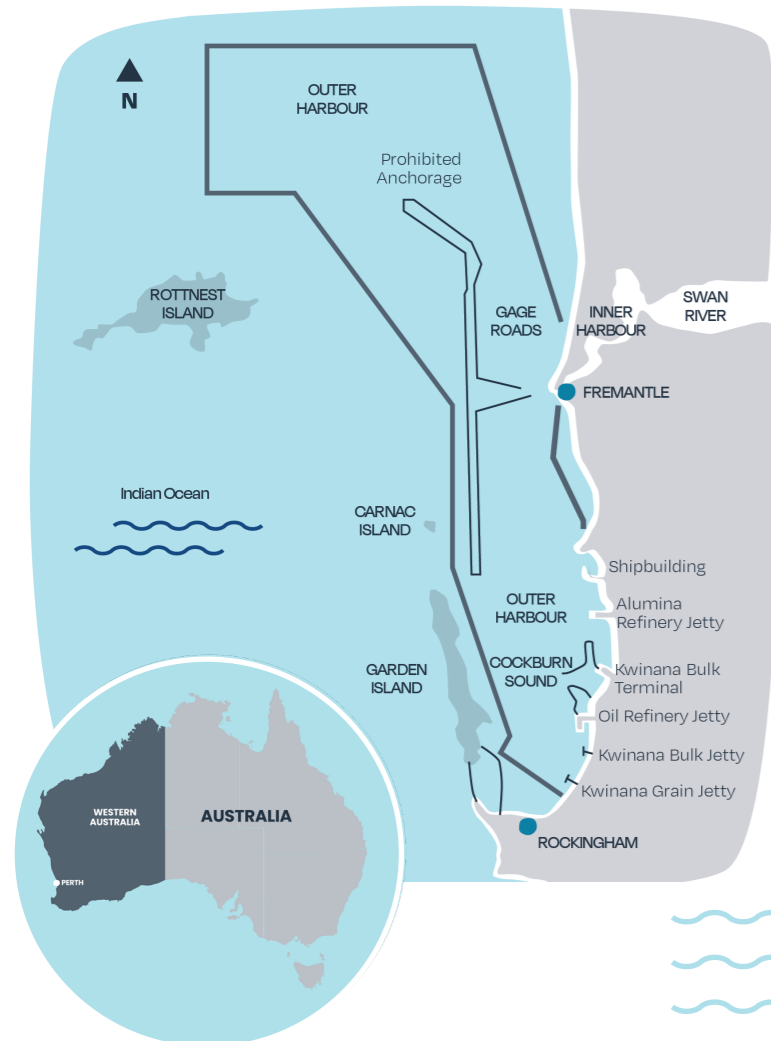 OUTER
HARBOUR
N
Prohibited
Anchorage
ROTTNEST
ISLAND
GAGE
ROADS
INNER
HARBOUR
SWAN
RIVER
FREMANTLE
Indian Ocean
CARNAC
ISLAND
Shipbuilding
OUTER
HARBOUR
Alumina
Refinery Jetty
GARDEN
ISLAND
COCKBURN
SOUND
Kwinana Bulk
Terminal
Oil Refinery Jetty
Kwinana Bulk Jetty
Kwinana Grain Jetty
ROCKINGHAM
WESTERN
AUSTRALIA
AUSTRALIA
PERTH